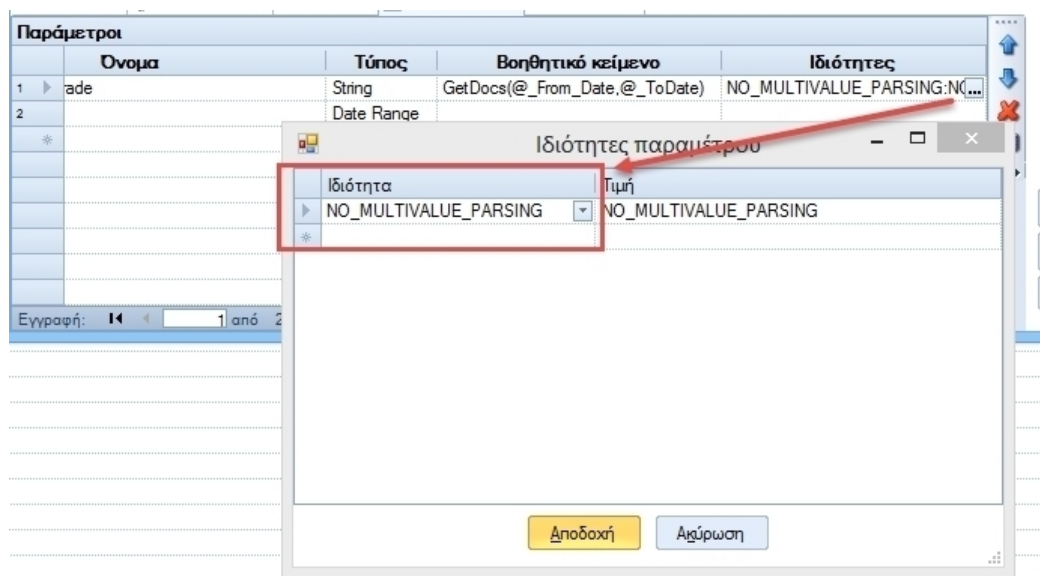 Παράμετροι
Όνομα Τύπος Βοηθητικό κείμενο Ιδιότητες
1 rade String GetDocs(@_From_Date,@_ToDate) NO_MULTIVALUE_PARSING:NO...
2 Date Range
Ιδιότητες παραμέτρου
Ιδιότητα Τιμή
NO_MULTIVALUE_PARSING NO_MULTIVALUE_PARSING
Εγγραφή: 1 από 2
Αποδοχή Ακύρωση